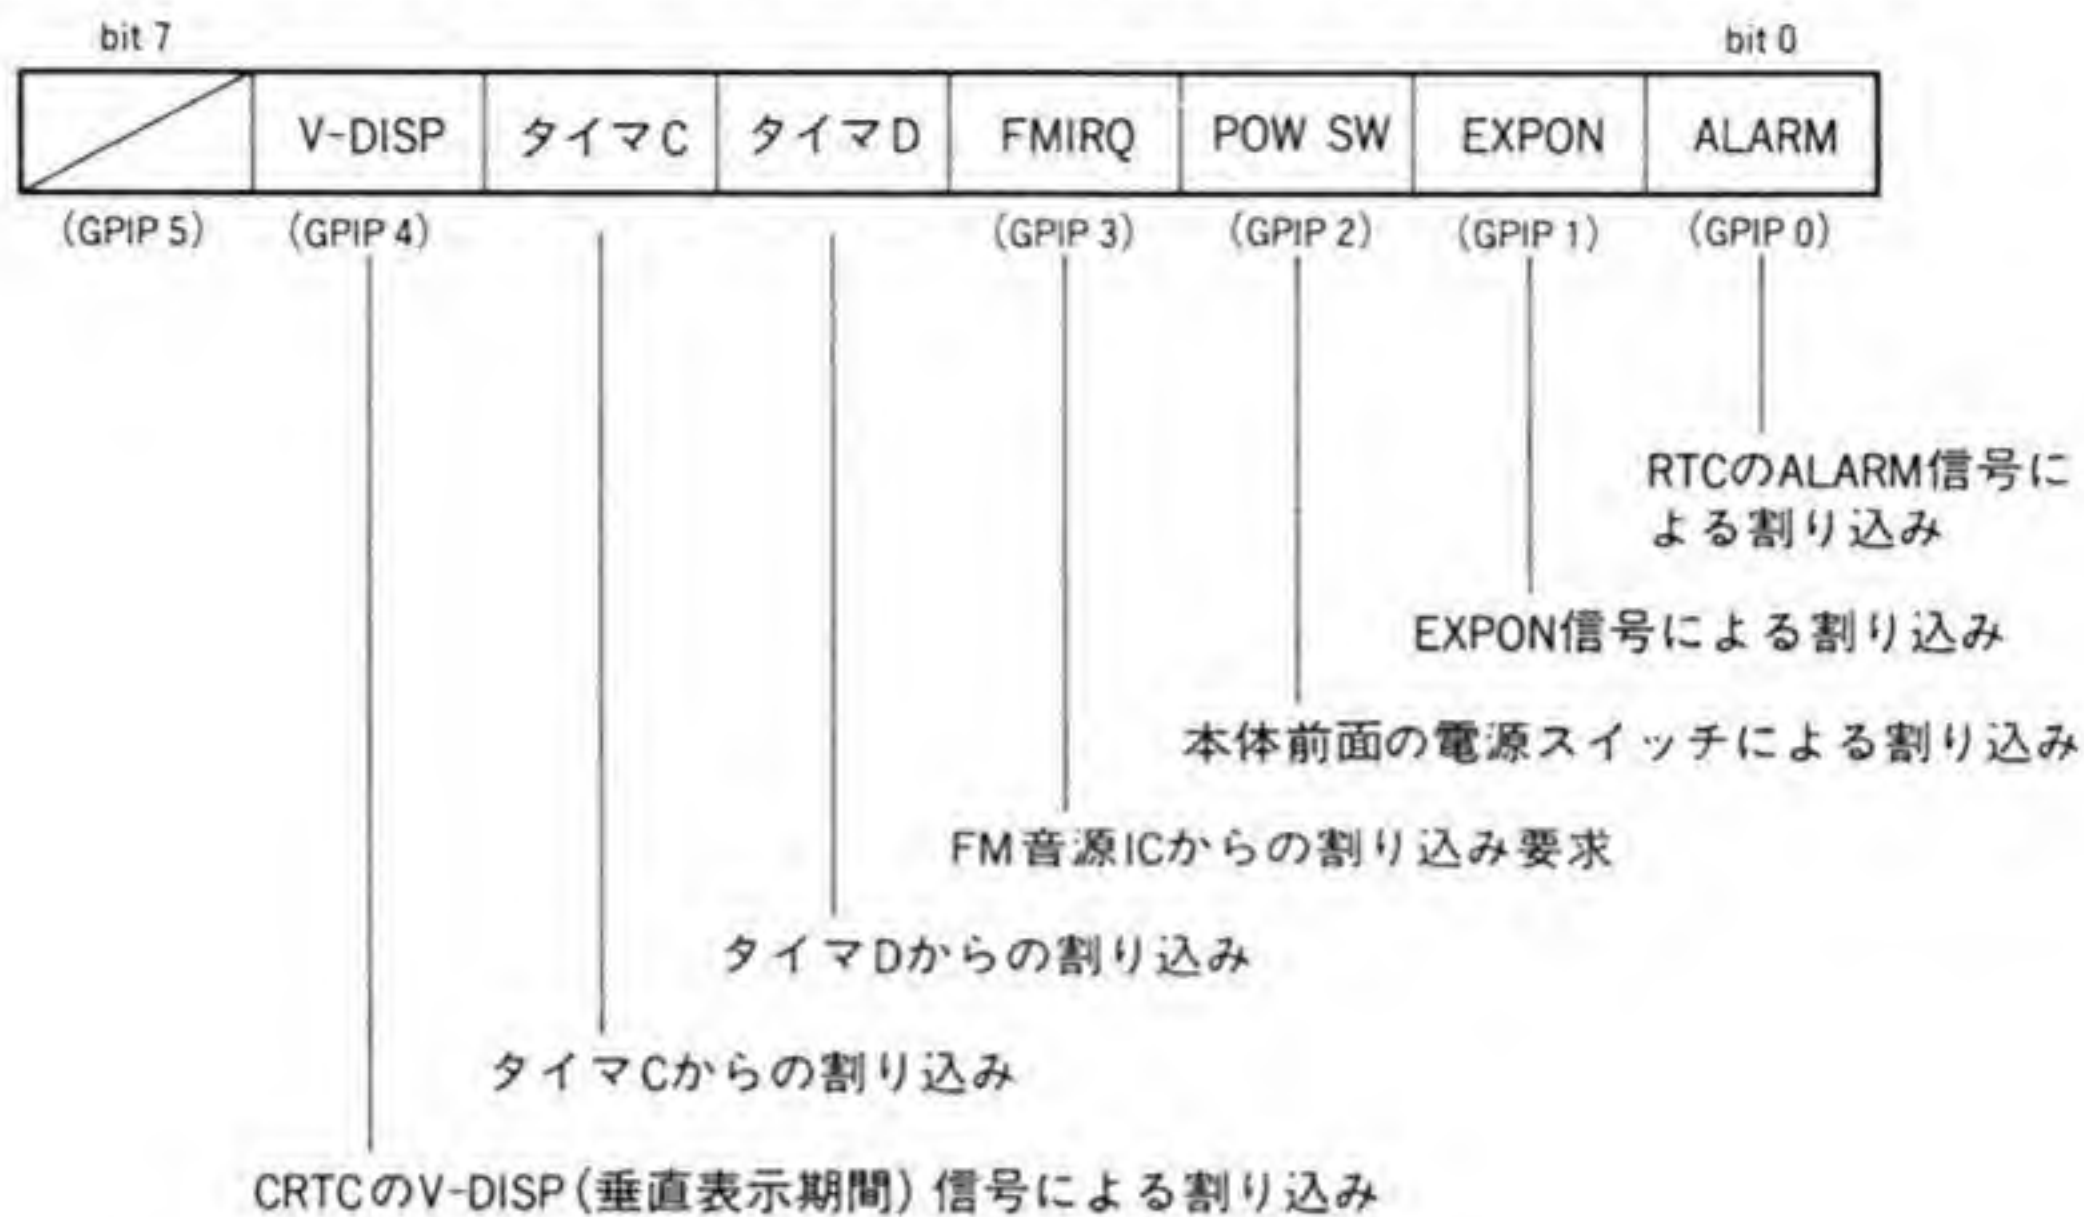 bit 7 bit 0
V-DISP タイマC タイマD FMIRQ POW SW EXPON ALARM
(GPIP 5) (GPIP 4) (GPIP 3) (GPIP 2) (GPIP 1) (GPIP 0)
RTCのALARM信号に
よる割り込み
EXPON信号による割り込み
本体前面の電源スイッチによる割り込み
FM音源ICからの割り込み要求
タイマDからの割り込み
タイマCからの割り込み
CRTCのV-DISP(垂直表示期間)信号による割り込み